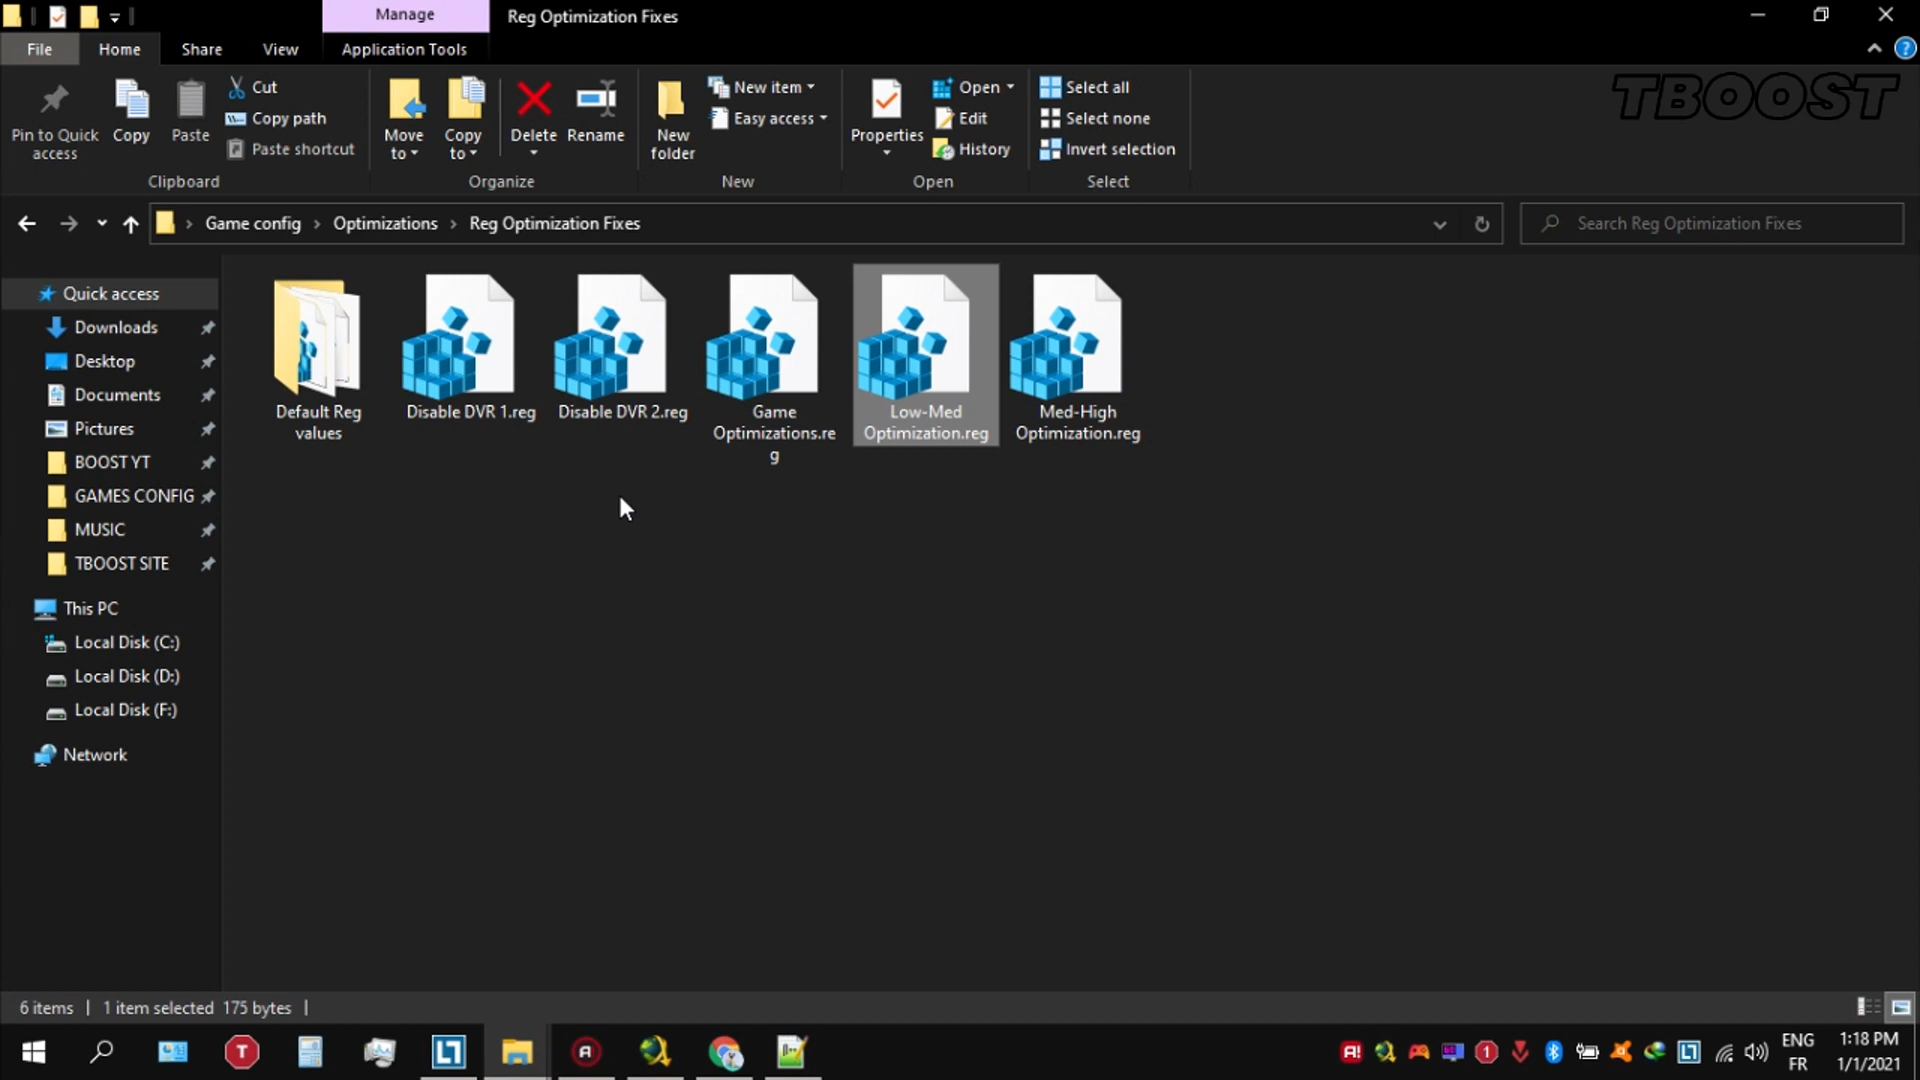 Manage
Reg Optimization Fixes
File
Home
Share
View
Application Tools
TBOOST
Pin to Quick
access
Copy
Paste
Cut
Copy path
Paste shortcut
Clipboard
Move
to
Copy
to
Delete
Rename
Organize
New
folder
New item
Easy access
New
Properties
Open
Edit
History
Open
Select all
Select none
Invert selection
Select
Game config
Optimizations
Reg Optimization Fixes
Search Reg Optimization Fixes
Quick access
Downloads
Desktop
Documents
Pictures
BOOST YT
GAMES CONFIG
MUSIC
TBOOST SITE
This PC
Local Disk (C:)
Local Disk (D:)
Local Disk (F:)
Network
Default Reg
values
Disable DVR 1.reg
Disable DVR 2.reg
Game
Optimizations.re
g
Low-Med
Optimization.reg
Med-High
Optimization.reg
6 items
1 item selected 175 bytes
ENG
FR
1:18 PM
1/1/2021